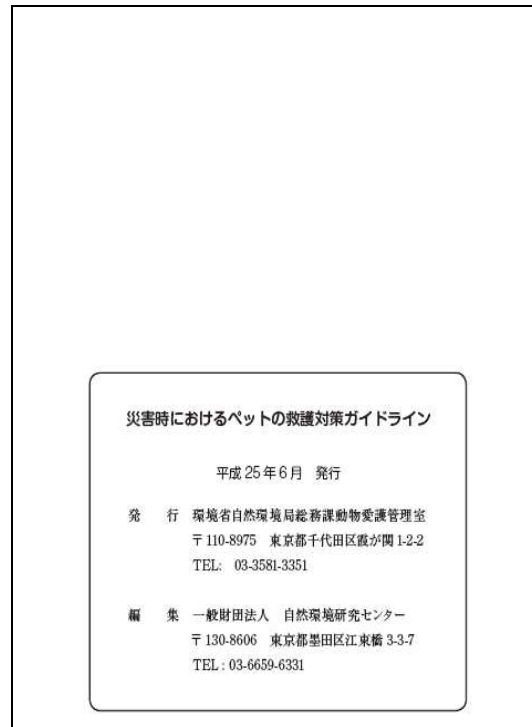 災害時におけるペットの救護対策ガイドライン
平成 25 年 6 月 発行
発 行 環境省自然環境局総務課動物愛護管理室
〒 110-8975 東京都千代田区霞が関 1-2-2
TEL: 03-3581-3351
編 集 一般財団法人 自然環境研究センター
〒 130-8606 東京都墨田区江東橋 3-3-7
TEL : 03-6659-6331